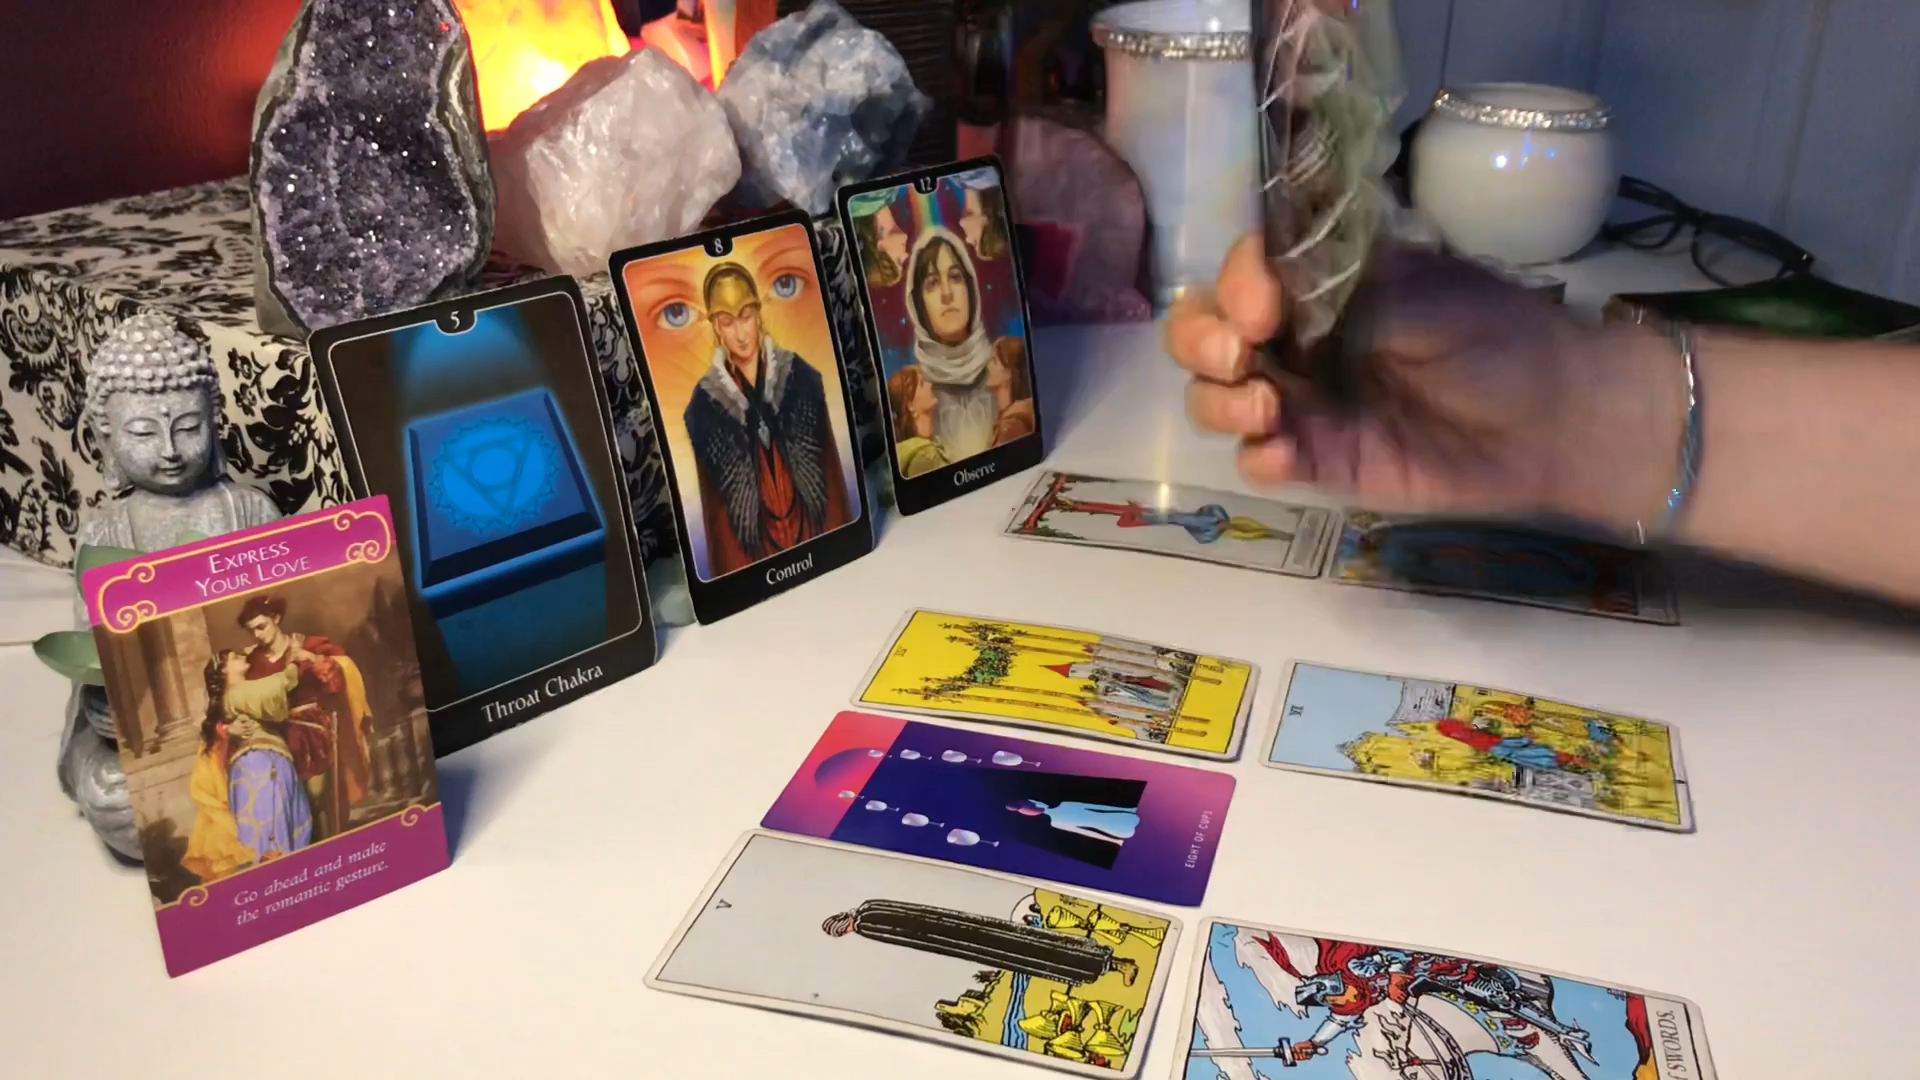 EXPRESS
YOUR LOVE
Go ahead and make
the romantic gesture.
5
Throat Chakra
8
Control
12
Observe
EIGHT OF CUPS
V
SWORDS.